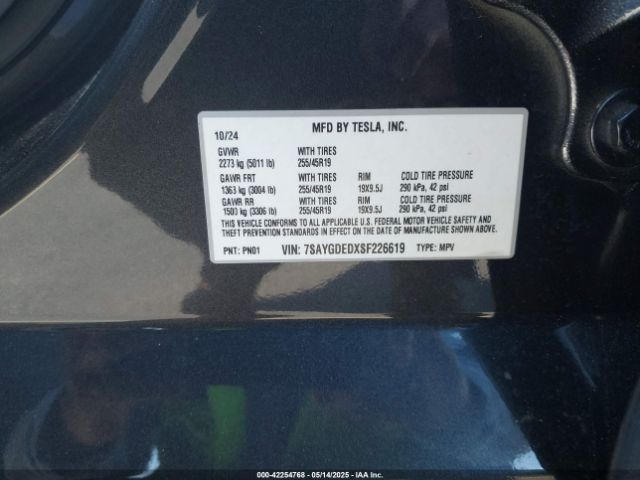 10/24 MFD BY TESLA, INC.
GVWR WITH TIRES
2273 kg (5011 lb) 255/45R19
GAWR FRT WITH TIRES RIM COLD TIRE PRESSURE
1363 kg (3004 lb) 255/45R19 19X9.5J 290 kPa, 42 psi
GAWR RR WITH TIRES RIM COLD TIRE PRESSURE
1500 kg (3306 lb) 255/45R19 19X9.5J 290 kPa, 42 psi
THIS VEHICLE CONFORMS TO ALL APPLICABLE U.S. FEDERAL MOTOR VEHICLE SAFETY AND
THEFT PREVENTION STANDARDS IN EFFECT ON THE DATE OF MANUFACTURE SHOWN ABOVE.
PNT: PN01 VIN: 7SAYGDEDXSF226619 TYPE: MPV
000-42254768 - 05/14/2025 - IAA Inc.